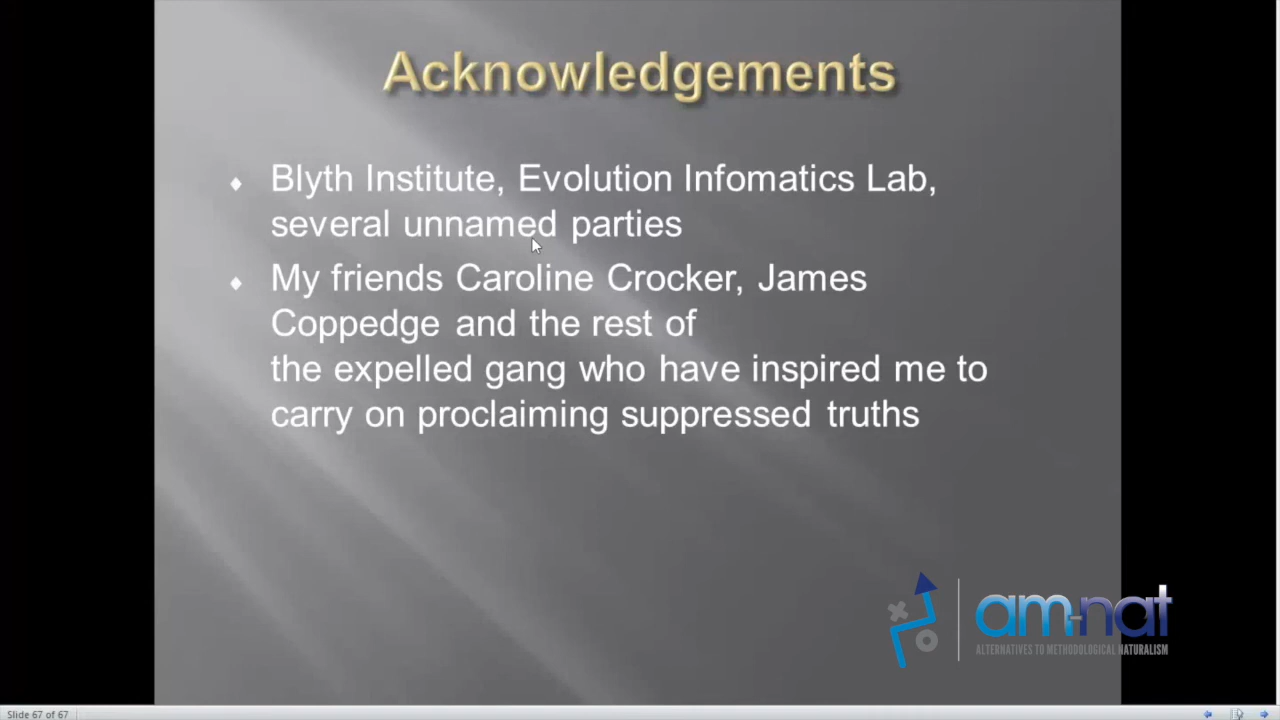 Acknowledgements
Blyth Institute, Evolution Infomatics Lab,
several unnamed parties
My friends Caroline Crocker, James
Coppedge and the rest of
the expelled gang who have inspired me to
carry on proclaiming suppressed truths
am-nat
ALTERNATIVES TO METHODOLOGICAL NATURALISM
Slide 67 of 67